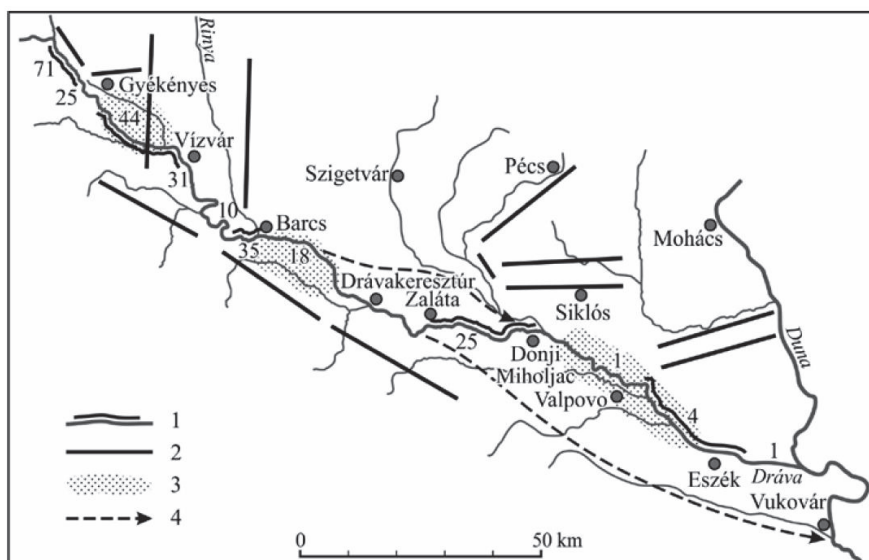 Rinya
71
Gyékényes
25
44
Vízvár
31
Szigetvár
Pécs
10
Barcs
Mohács
35
18
Drávakeresztúr
Zaláta
Siklós
25
Donji
Miholjac
1
Duna
Valpovo
4
1
Eszék
Dráva
Vukovár
1
2
3
4
0
50 km